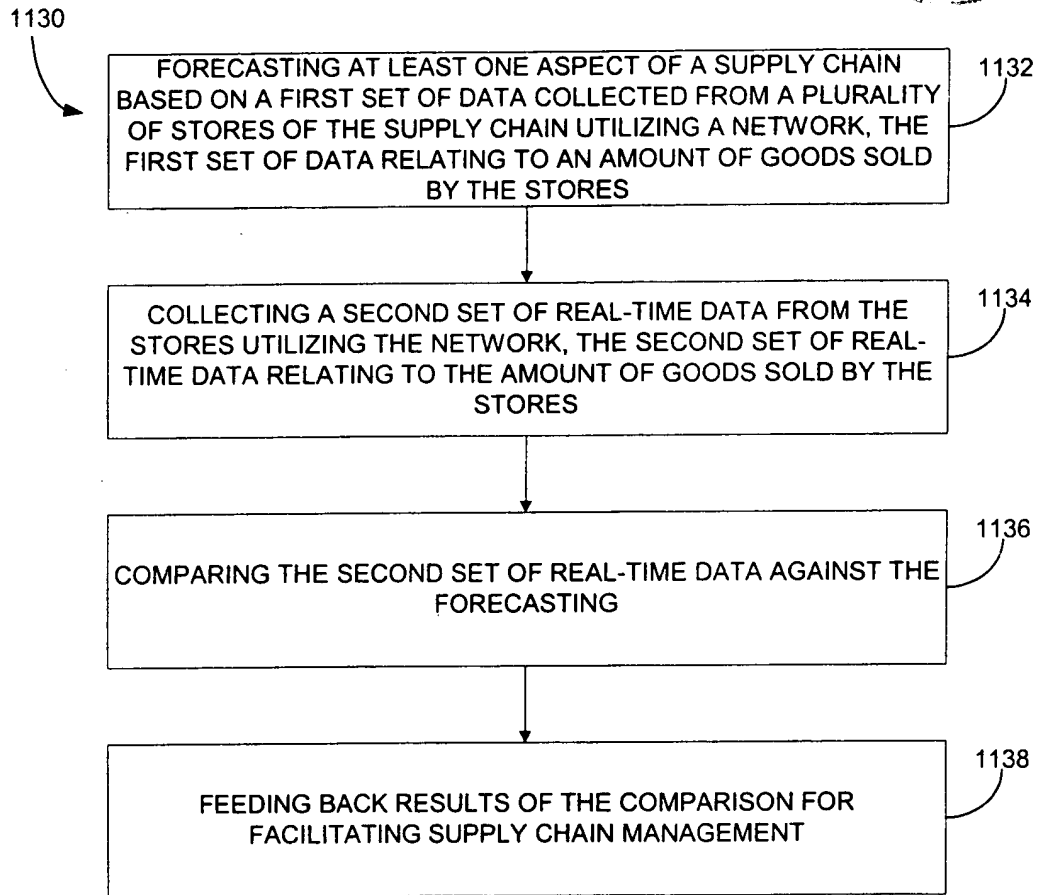 1130
FORECASTING AT LEAST ONE ASPECT OF A SUPPLY CHAIN
BASED ON A FIRST SET OF DATA COLLECTED FROM A PLURALITY
OF STORES OF THE SUPPLY CHAIN UTILIZING A NETWORK, THE
FIRST SET OF DATA RELATING TO AN AMOUNT OF GOODS SOLD
BY THE STORES
1132
COLLECTING A SECOND SET OF REAL-TIME DATA FROM THE
STORES UTILIZING THE NETWORK, THE SECOND SET OF REAL-
TIME DATA RELATING TO THE AMOUNT OF GOODS SOLD BY THE
STORES
1134
COMPARING THE SECOND SET OF REAL-TIME DATA AGAINST THE
FORECASTING
1136
FEEDING BACK RESULTS OF THE COMPARISON FOR
FACILITATING SUPPLY CHAIN MANAGEMENT
1138